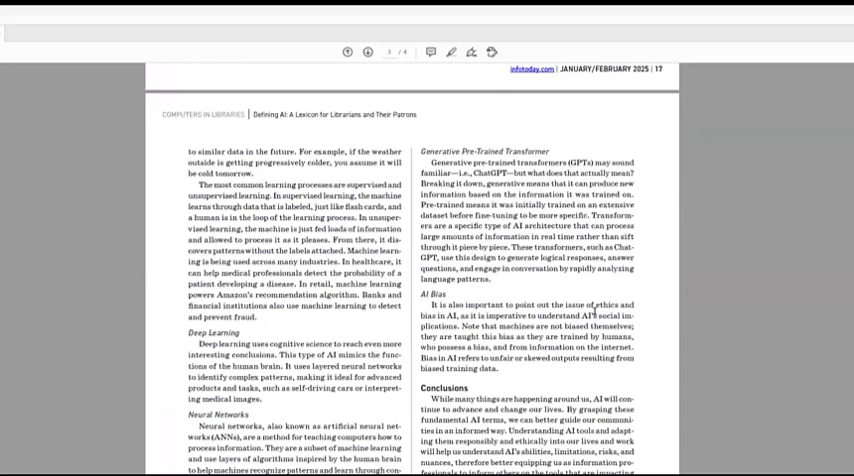 3 / 4
infotoday.com | JANUARY/FEBRUARY 2025 | 17
COMPUTERS IN LIBRARIES | Defining AI: A Lexicon for Librarians and Their Patrons
to similar data in the future. For example, if the weather
outside is getting progressively colder, you assume it will
be cold tomorrow.
The most common learning processes are supervised and
unsupervised learning. In supervised learning, the machine
learns through data that is labeled, just like flash cards, and
a human is in the loop of the learning process. In unsuper-
vised learning, the machine is just fed loads of information
and allowed to process it as it pleases. From there, it dis-
covers patterns without the labels attached. Machine learn-
ing is being used across many industries. In healthcare, it
can help medical professionals detect the probability of a
patient developing a disease. In retail, machine learning
powers Amazon's recommendation algorithm. Banks and
financial institutions also use machine learning to detect
and prevent fraud.
Deep Learning
Deep learning uses cognitive science to reach even more
interesting conclusions. This type of AI mimics the func-
tions of the human brain. It uses layered neural networks
to identify complex patterns, making it ideal for advanced
products and tasks, such as self-driving cars or interpret-
ing medical images.
Neural Networks
Neural networks, also known as artificial neural net-
works (ANNs), are a method for teaching computers how to
process information. They are a subset of machine learning
and use layers of algorithms inspired by the human brain
to help machines recognize patterns and learn through con-
Generative Pre-Trained Transformer
Generative pre-trained transformers (GPTs) may sound
familiar—i.e., ChatGPT—but what does that actually mean?
Breaking it down, generative means that it can produce new
information based on the information it was trained on.
Pre-trained means it was initially trained on an extensive
dataset before fine-tuning to be more specific. Transform-
ers are a specific type of AI architecture that can process
large amounts of information in real time rather than sift
through it piece by piece. These transformers, such as Chat-
GPT, use this design to generate logical responses, answer
questions, and engage in conversation by rapidly analyzing
language patterns.
AI Bias
It is also important to point out the issue of ethics and
bias in AI, as it is imperative to understand AI's social im-
plications. Note that machines are not biased themselves;
they are taught this bias as they are trained by humans,
who possess a bias, and from information on the internet.
Bias in AI refers to unfair or skewed outputs resulting from
biased training data.
Conclusions
While many things are happening around us, AI will con-
tinue to advance and change our lives. By grasping these
fundamental AI terms, we can better guide our communi-
ties in an informed way. Understanding AI tools and adapt-
ing them responsibly and ethically into our lives and work
will help us understand AI's abilities, limitations, risks, and
nuances, therefore better equipping us as information pro-
fessionals to inform others on the tools that are impacting